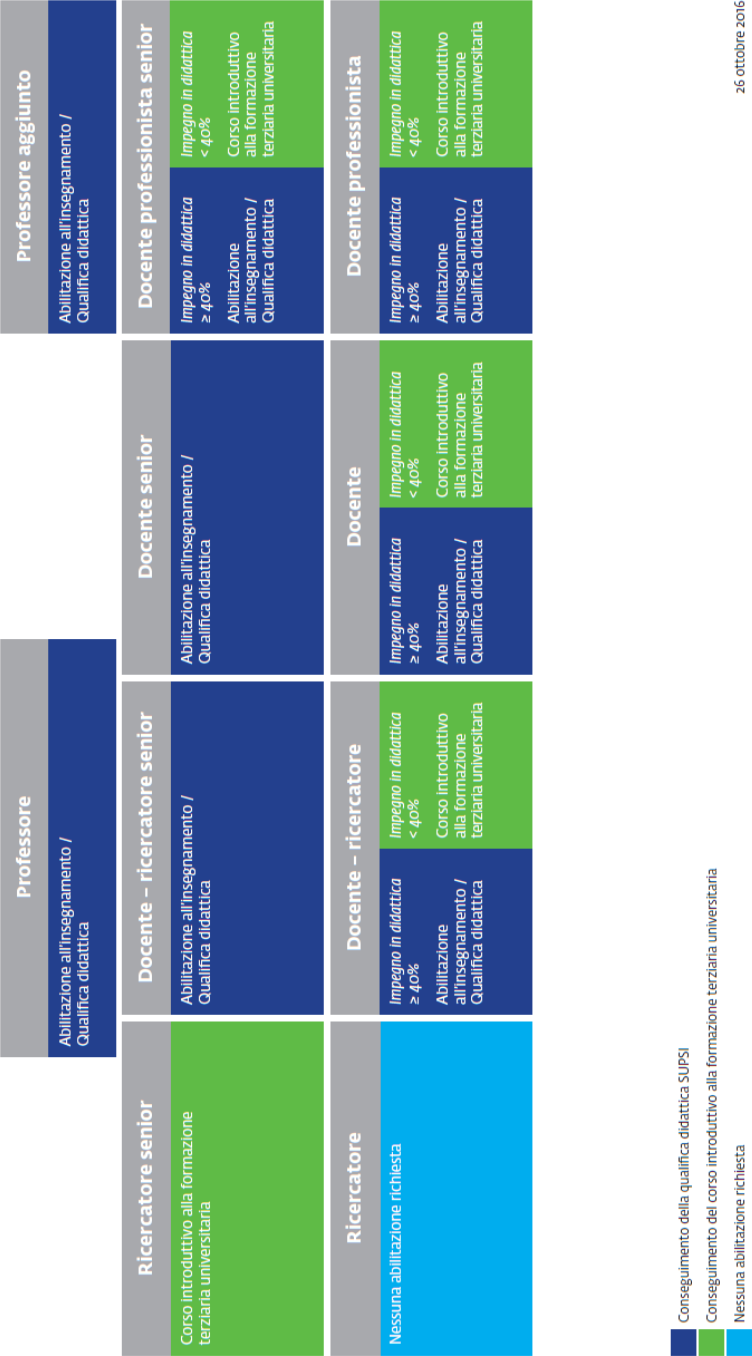 Professore
Abilitazione all'insegnamento /
Qualifica didattica
Professore aggiunto
Abilitazione all'insegnamento /
Qualifica didattica
Ricercatore senior
Corso introduttivo alla formazione
terziaria universitaria
Docente – ricercatore senior
Abilitazione all'insegnamento /
Qualifica didattica
Docente senior
Abilitazione all'insegnamento /
Qualifica didattica
Docente professionista senior
Impegno in didattica
≥ 40%
Abilitazione
all'insegnamento /
Qualifica didattica
Impegno in didattica
< 40%
Corso introduttivo
alla formazione
terziaria universitaria
Ricercatore
Nessuna abilitazione richiesta
Docente – ricercatore
Impegno in didattica
≥ 40%
Abilitazione
all'insegnamento /
Qualifica didattica
Impegno in didattica
< 40%
Corso introduttivo
alla formazione
terziaria universitaria
Docente
Impegno in didattica
≥ 40%
Abilitazione
all'insegnamento /
Qualifica didattica
Impegno in didattica
< 40%
Corso introduttivo
alla formazione
terziaria universitaria
Docente professionista
Impegno in didattica
≥ 40%
Abilitazione
all'insegnamento /
Qualifica didattica
Impegno in didattica
< 40%
Corso introduttivo
alla formazione
terziaria universitaria
Conseguimento della qualifica didattica SUPSI
Conseguimento del corso introduttivo alla formazione terziaria universitaria
Nessuna abilitazione richiesta
26 ottobre 2016